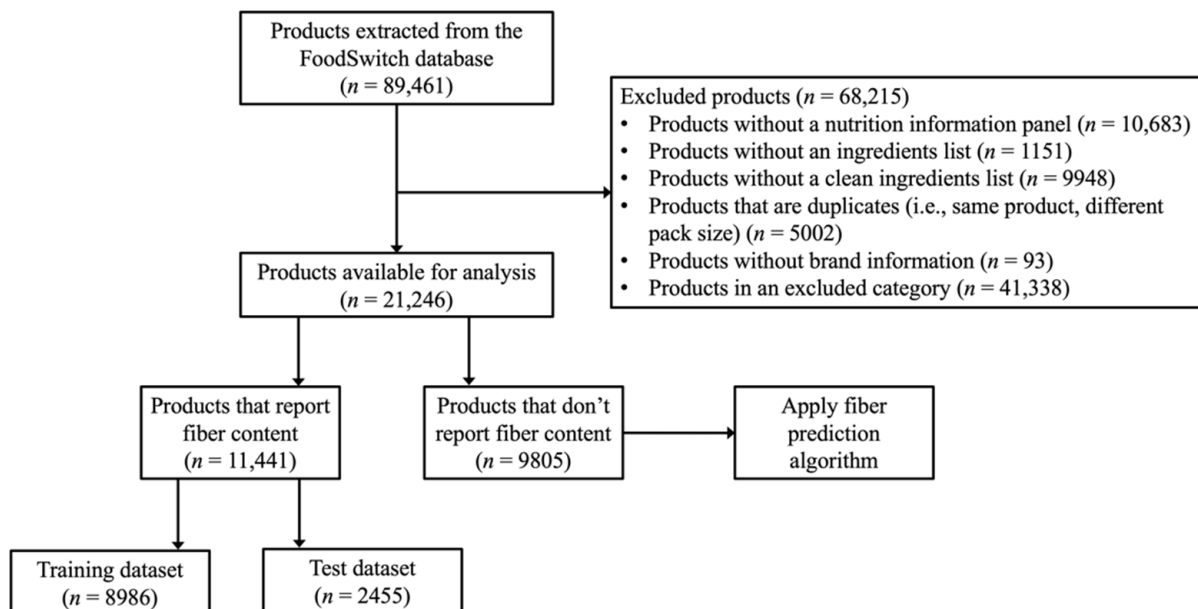 Products extracted from the
FoodSwitch database
(n = 89,461)
Excluded products (n = 68,215)
• Products without a nutrition information panel (n = 10,683)
• Products without an ingredients list (n = 1151)
• Products without a clean ingredients list (n = 9948)
• Products that are duplicates (i.e., same product, different
pack size) (n = 5002)
• Products without brand information (n = 93)
• Products in an excluded category (n = 41,338)
Products available for analysis
(n = 21,246)
Products that report
fiber content
(n = 11,441)
Products that don’t
report fiber content
(n = 9805)
Apply fiber
prediction
algorithm
Training dataset
(n = 8986)
Test dataset
(n = 2455)